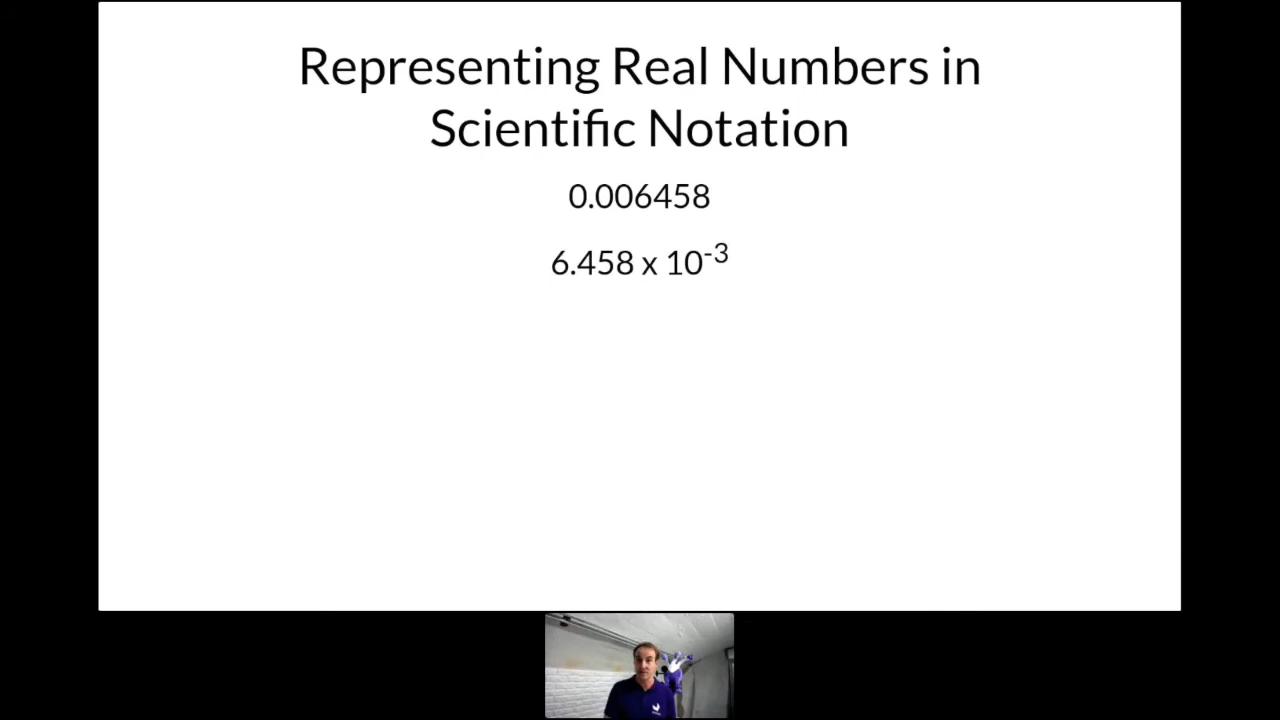 Representing Real Numbers in
Scientific Notation
0.006458
6.458 x 10⁻³